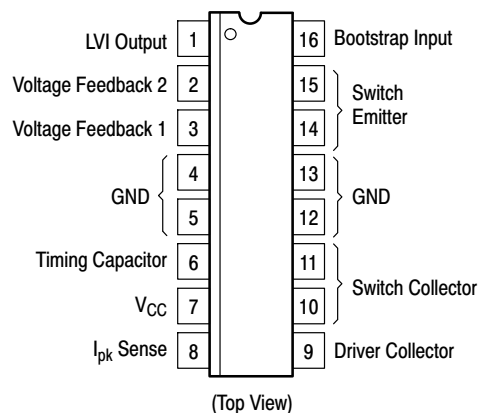 LVI Output 1 16 Bootstrap Input
Voltage Feedback 2 2 15
Switch
Emitter
Voltage Feedback 1 3 14
4 13
GND GND
5 12
Timing Capacitor 6 11
Switch Collector
VCC 7 10
Ipk Sense 8 9 Driver Collector
(Top View)